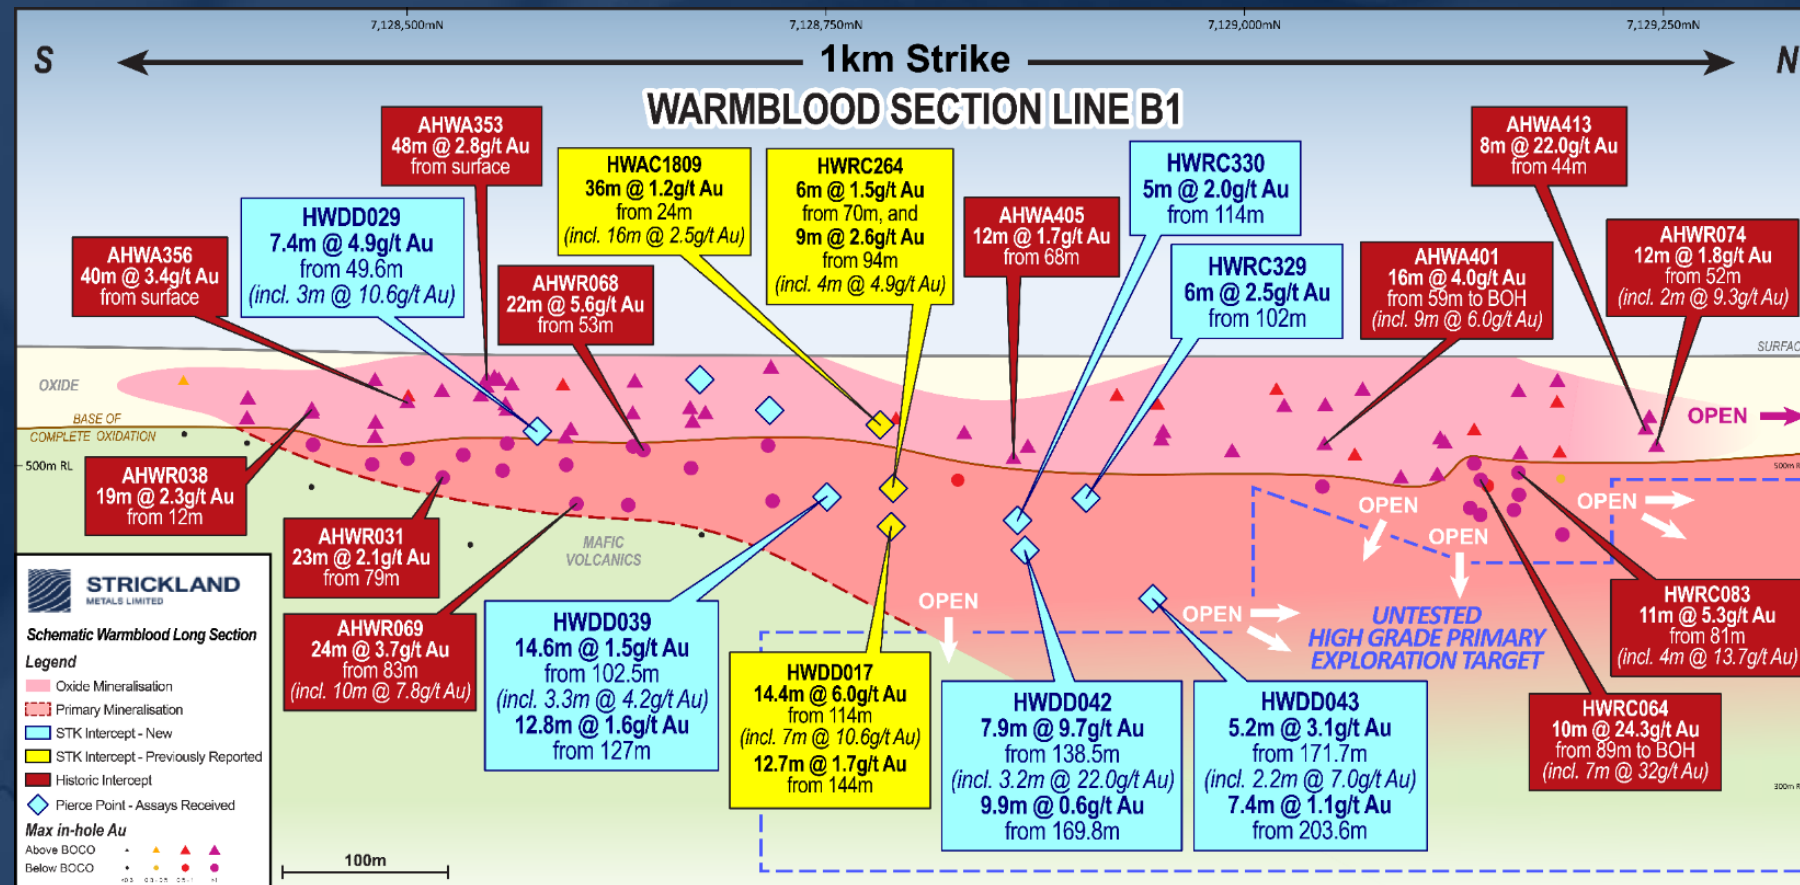 7,128,500mN
7,128,750mN
7,129,000mN
7,129,250mN
S
1km Strike
N
WARMBLOOD SECTION LINE B1
AHWA353
48m @ 2.8g/t Au
from surface
HWAC1809
36m @ 1.2g/t Au
from 24m
(incl. 16m @ 2.5g/t Au)
HWRC264
6m @ 1.5g/t Au
from 70m, and
9m @ 2.6g/t Au
from 94m
(incl. 4m @ 4.9g/t Au)
HWRC330
5m @ 2.0g/t Au
from 114m
AHWA413
8m @ 22.0g/t Au
from 44m
AHWA356
40m @ 3.4g/t Au
from surface
HWDD029
7.4m @ 4.9g/t Au
from 49.6m
(incl. 3m @ 10.6g/t Au)
AHWR068
22m @ 5.6g/t Au
from 53m
AHWA405
12m @ 1.7g/t Au
from 68m
HWRC329
6m @ 2.5g/t Au
from 102m
AHWA401
16m @ 4.0g/t Au
from 59m to BOH
(incl. 9m @ 6.0g/t Au)
AHWR074
12m @ 1.8g/t Au
from 52m
(incl. 2m @ 9.3g/t Au)
SURFAC
OXIDE
BASE OF
COMPLETE OXIDATION
500m RL
OPEN
500m R
AHWR038
19m @ 2.3g/t Au
from 12m
AHWR031
23m @ 2.1g/t Au
from 79m
MAFIC
VOLCANICS
OPEN
OPEN
OPEN
OPEN
OPEN
UNTESTED
HIGH GRADE PRIMARY
EXPLORATION TARGET
AHWR069
24m @ 3.7g/t Au
from 83m
(incl. 10m @ 7.8g/t Au)
HWDD039
14.6m @ 1.5g/t Au
from 102.5m
(incl. 3.3m @ 4.2g/t Au)
12.8m @ 1.6g/t Au
from 127m
HWDD017
14.4m @ 6.0g/t Au
from 114m
(incl. 7m @ 10.6g/t Au)
12.7m @ 1.7g/t Au
from 144m
HWDD042
7.9m @ 9.7g/t Au
from 138.5m
(incl. 3.2m @ 22.0g/t Au)
9.9m @ 0.6g/t Au
from 169.8m
HWDD043
5.2m @ 3.1g/t Au
from 171.7m
(incl. 2.2m @ 7.0g/t Au)
7.4m @ 1.1g/t Au
from 203.6m
HWRC083
11m @ 5.3g/t Au
from 81m
(incl. 4m @ 13.7g/t Au)
HWRC064
10m @ 24.3g/t Au
from 89m to BOH
(incl. 7m @ 32g/t Au)
300m R
STRICKLAND
METALS LIMITED
Schematic Warmblood Long Section
Legend
Oxide Mineralisation
Primary Mineralisation
STK Intercept - New
STK Intercept - Previously Reported
Historic Intercept
Pierce Point - Assays Received
Max in-hole Au
Above BOCO
Below BOCO
100m